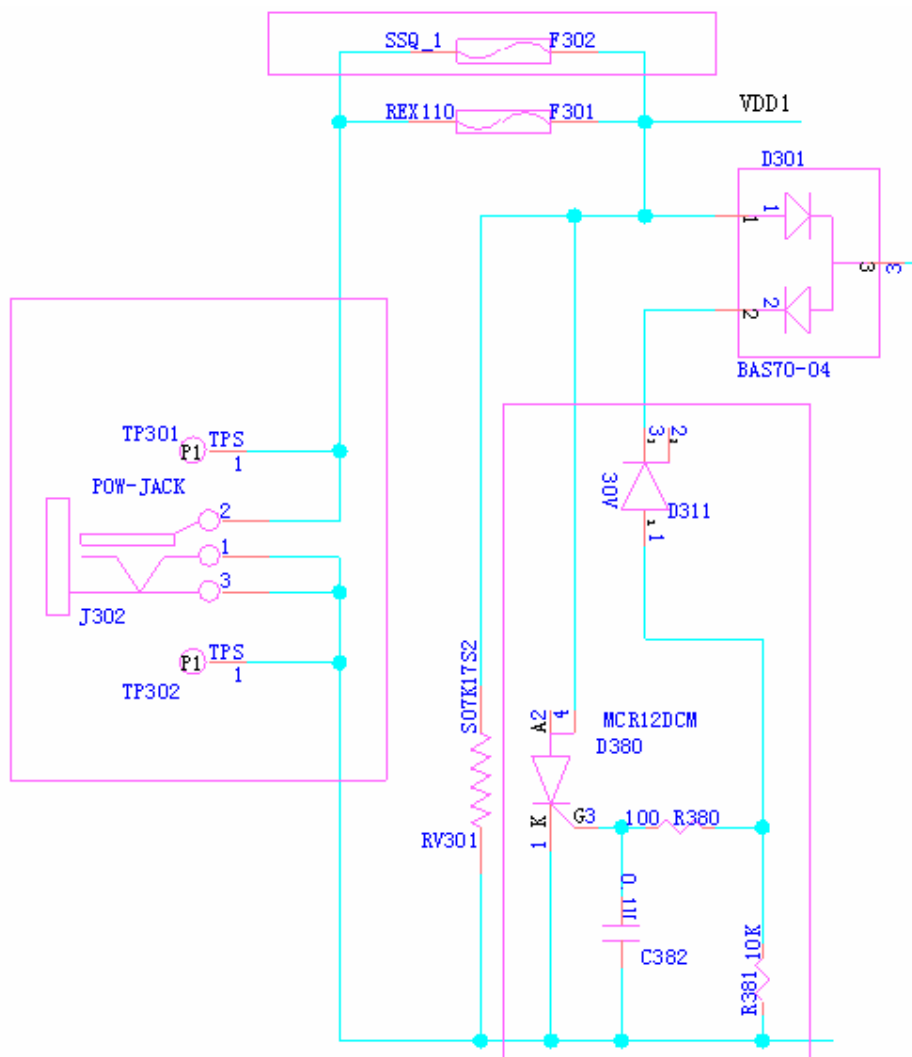 SSQ_1 F302
REX110 F301
VDD1
D301
1 1
3 3
2 2
BAS70-04
TP301 P1 TPS
1
POW-JACK
2
1
3
J302
P1 TPS
1
TP302
3 2
30V D311
1
S07K17S2
RV301
A2 4 MCR12DCM
D380
K G3 100 R380
1
0.1U
C382
R381 10K